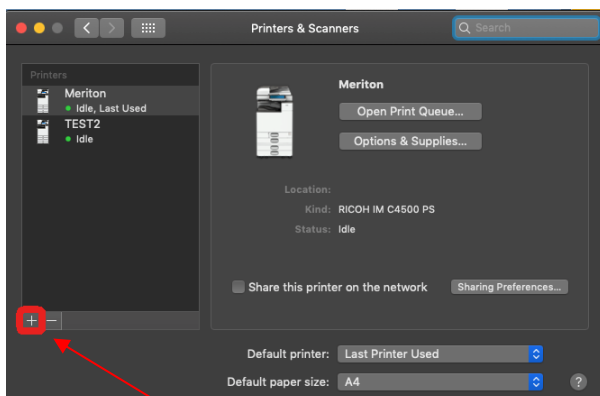 Printers & Scanners
Search
Printers
Meriton
Idle, Last Used
TEST2
Idle
Meriton
Open Print Queue...
Options & Supplies...
Location:
Kind: RICOH IM C4500 PS
Status: Idle
Share this printer on the network
Sharing Preferences...
+ −
Default printer: Last Printer Used
Default paper size: A4
?